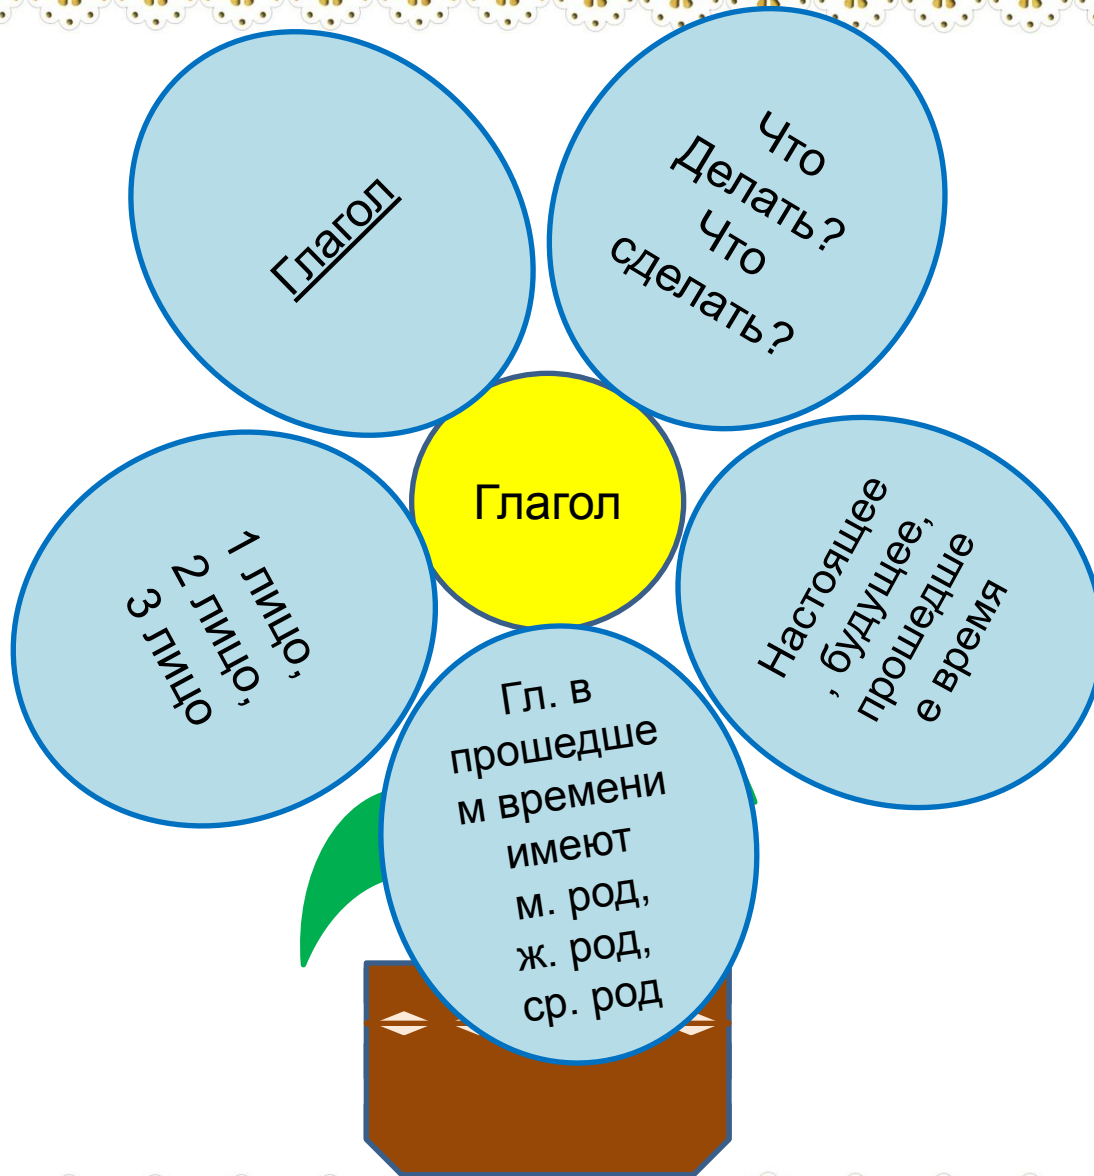 Глагол
Что
Делать?
Что
сделать?
Глагол
1 лицо,
2 лицо,
3 лицо
Настоящее
, будущее,
прошедше
е время
Гл. в
прошедше
м времени
имеют
м. род,
ж. род,
ср. род